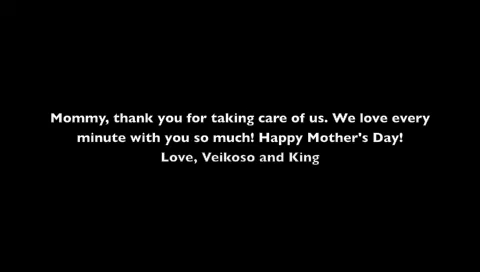 Mommy, thank you for taking care of us. We love every
minute with you so much! Happy Mother's Day!
Love, Veikoso and King